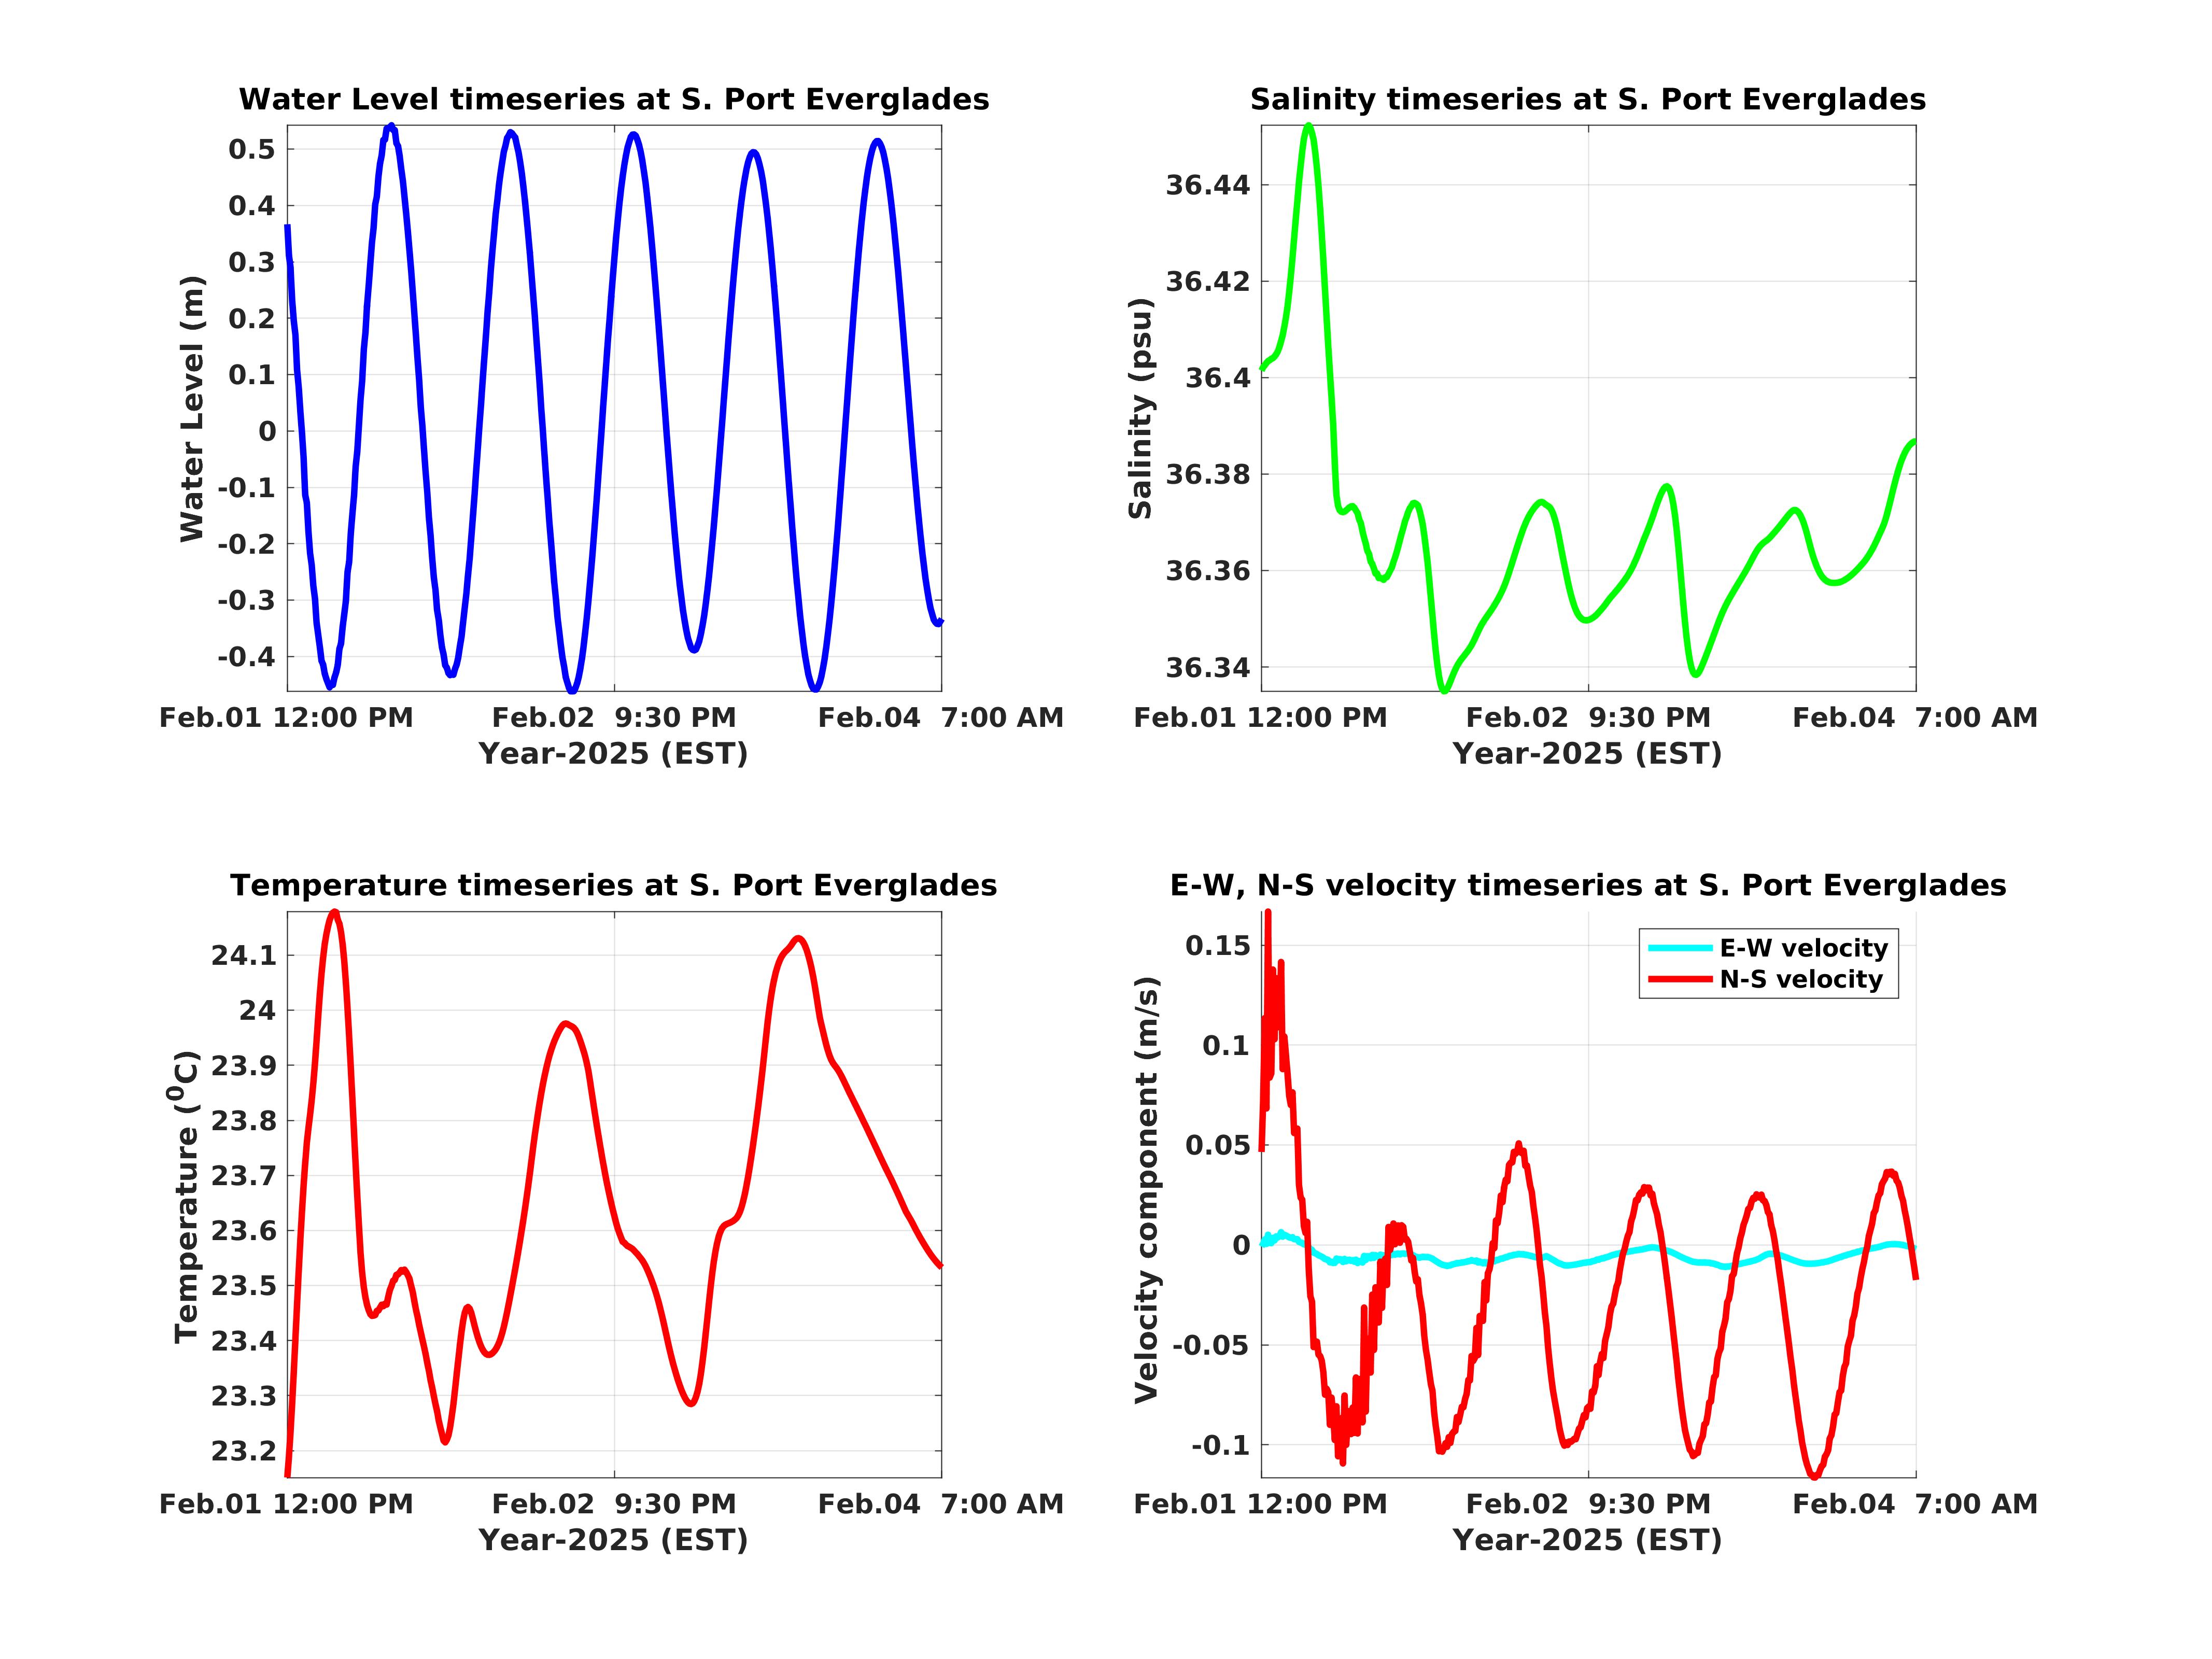 Water Level timeseries at S. Port Everglades
0.5
0.4
0.3
0.2
0.1
0
-0.1
-0.2
-0.3
-0.4
Water Level (m)
Feb.01 12:00 PM
Feb.02 9:30 PM
Feb.04 7:00 AM
Year-2025 (EST)
Salinity timeseries at S. Port Everglades
36.44
36.42
36.4
36.38
36.36
36.34
Salinity (psu)
Feb.01 12:00 PM
Feb.02 9:30 PM
Feb.04 7:00 AM
Year-2025 (EST)
Temperature timeseries at S. Port Everglades
24.1
24
23.9
23.8
23.7
23.6
23.5
23.4
23.3
23.2
Temperature (⁰C)
Feb.01 12:00 PM
Feb.02 9:30 PM
Feb.04 7:00 AM
Year-2025 (EST)
E-W, N-S velocity timeseries at S. Port Everglades
0.15
0.1
0.05
0
-0.05
-0.1
Velocity component (m/s)
E-W velocity
N-S velocity
Feb.01 12:00 PM
Feb.02 9:30 PM
Feb.04 7:00 AM
Year-2025 (EST)